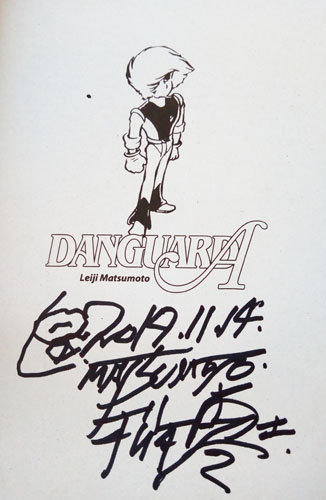 DANGUARD A
Leiji Matsumoto
2019.11.14.
MATSUMOTO.